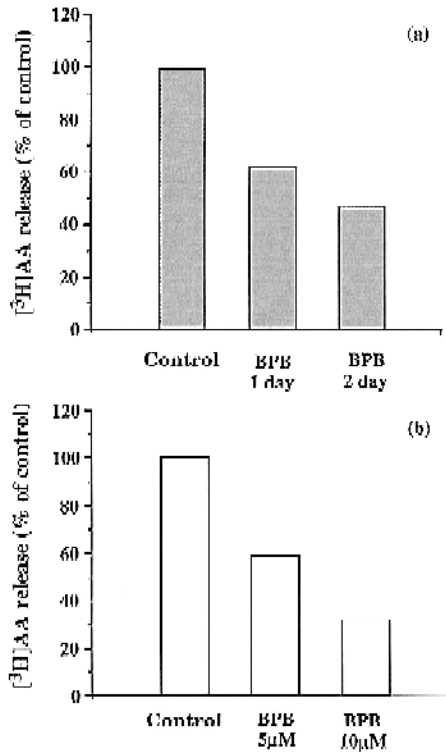 (a)
[³H]AA release (% of control)
120
100
80
60
40
20
0
Control
BPB
1 day
BPB
2 day
(b)
[³H]AA release (% of control)
120
100
80
60
40
20
0
Control
BPB
5μM
BPB
10μM